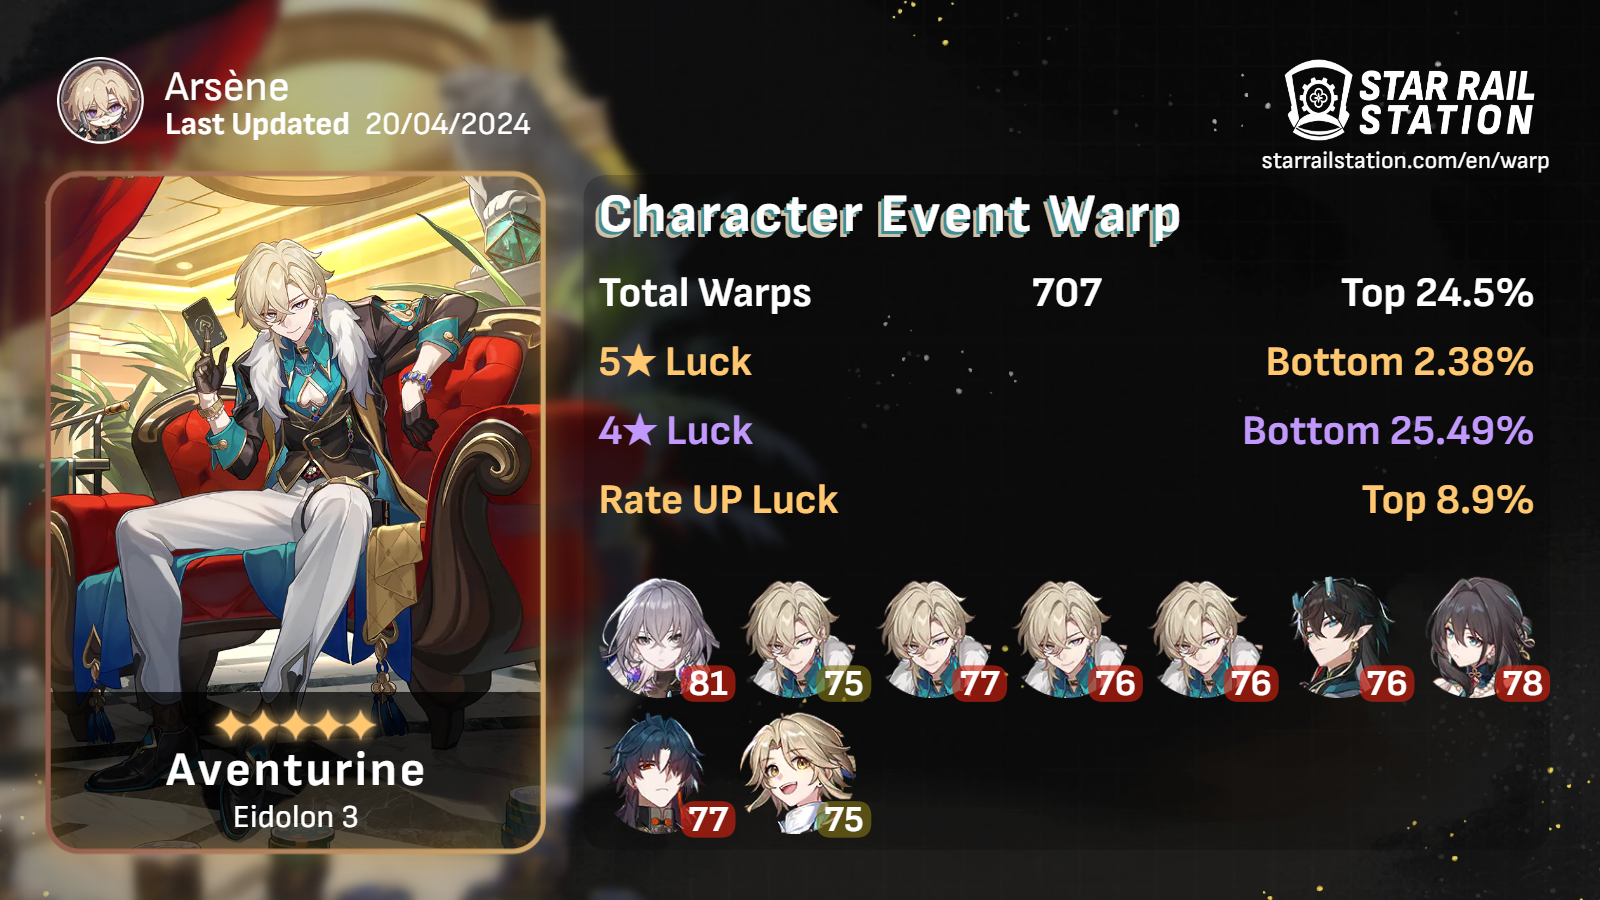 Arsène
Last Updated 20/04/2024
STAR RAIL
STATION
starrailstation.com/en/warp
Character Event Warp
Total Warps 707 Top 24.5%
5★ Luck Bottom 2.38%
4★ Luck Bottom 25.49%
Rate UP Luck Top 8.9%
81 75 77 76 76 76 78
77 75
Aventurine
Eidolon 3